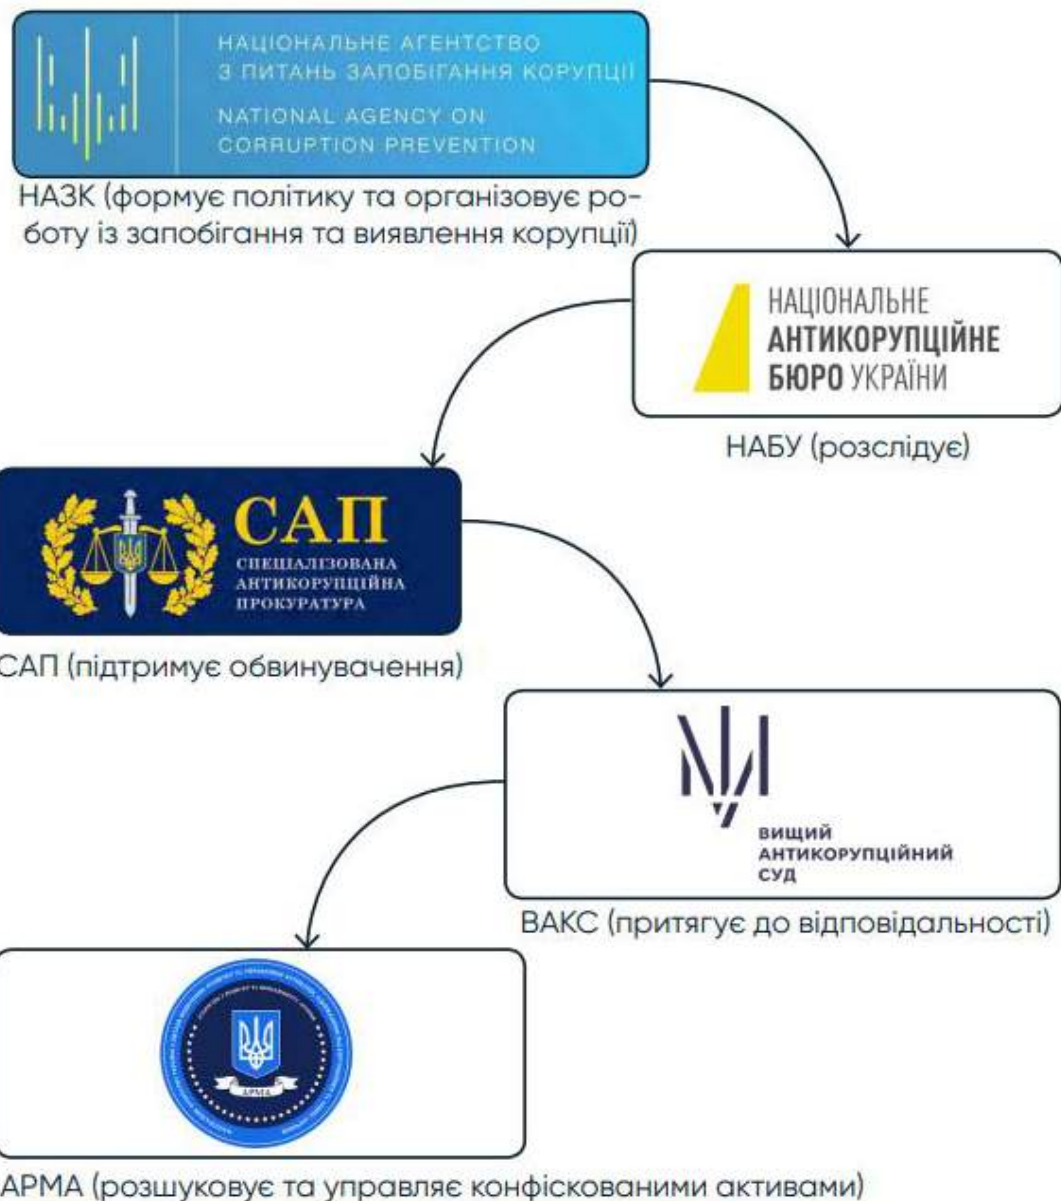 НАЦІОНАЛЬНЕ АГЕНТСТВО
З ПИТАНЬ ЗАПОБІГАННЯ КОРУПЦІЇ
NATIONAL AGENCY ON
CORRUPTION PREVENTION
НАЗК (формує політику та організовує ро-
боту із запобігання та виявлення корупції)
НАЦІОНАЛЬНЕ
АНТИКОРУПЦІЙНЕ
БЮРО УКРАЇНИ
НАБУ (розслідує)
САП
СПЕЦІАЛІЗОВАНА
АНТИКОРУПЦІЙНА
ПРОКУРАТУРА
САП (підтримує обвинувачення)
ВИЩИЙ
АНТИКОРУПЦІЙНИЙ
СУД
ВАКС (притягує до відповідальності)
АРМА
АРМА (розшуковує та управляє конфіскованими активами)